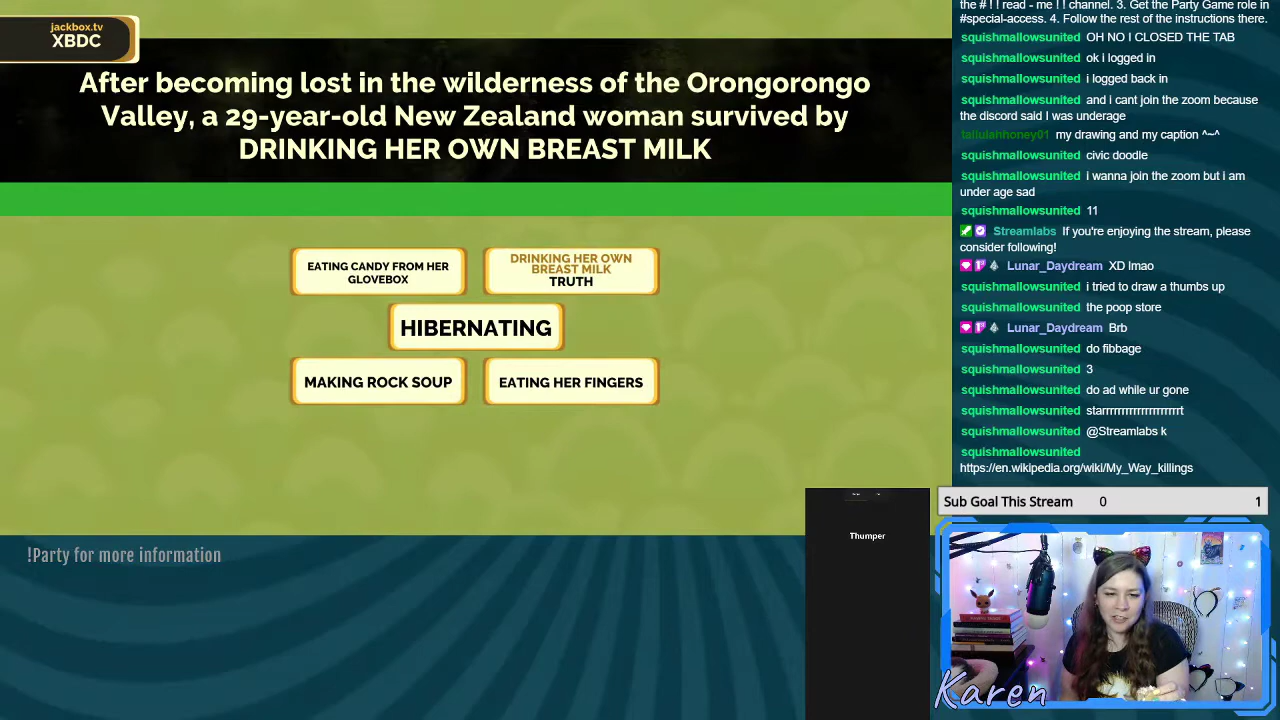 jackbox.tv
XBDC
After becoming lost in the wilderness of the Orongorongo
Valley, a 29-year-old New Zealand woman survived by
DRINKING HER OWN BREAST MILK
EATING CANDY FROM HER
GLOVEBOX
DRINKING HER OWN
BREAST MILK
TRUTH
HIBERNATING
MAKING ROCK SOUP
EATING HER FINGERS
!Party for more information
Thumper
the # ! ! read - me ! ! channel. 3. Get the Party Game role in
#special-access. 4. Follow the rest of the instructions there.
squishmallowsunited OH NO I CLOSED THE TAB
squishmallowsunited ok i logged in
squishmallowsunited i logged back in
squishmallowsunited and i cant join the zoom because
the discord said I was underage
tallulahhoney01 my drawing and my caption ^~^
squishmallowsunited civic doodle
squishmallowsunited i wanna join the zoom but i am
under age sad
squishmallowsunited 11
Streamlabs If you're enjoying the stream, please
consider following!
Lunar_Daydream XD lmao
squishmallowsunited i tried to draw a thumbs up
squishmallowsunited the poop store
Lunar_Daydream Brb
squishmallowsunited do fibbage
squishmallowsunited 3
squishmallowsunited do ad while ur gone
squishmallowsunited starrrrrrrrrrrrrrrrrrrt
squishmallowsunited @Streamlabs k
squishmallowsunited
https://en.wikipedia.org/wiki/My_Way_killings
Sub Goal This Stream 0 1
Karen